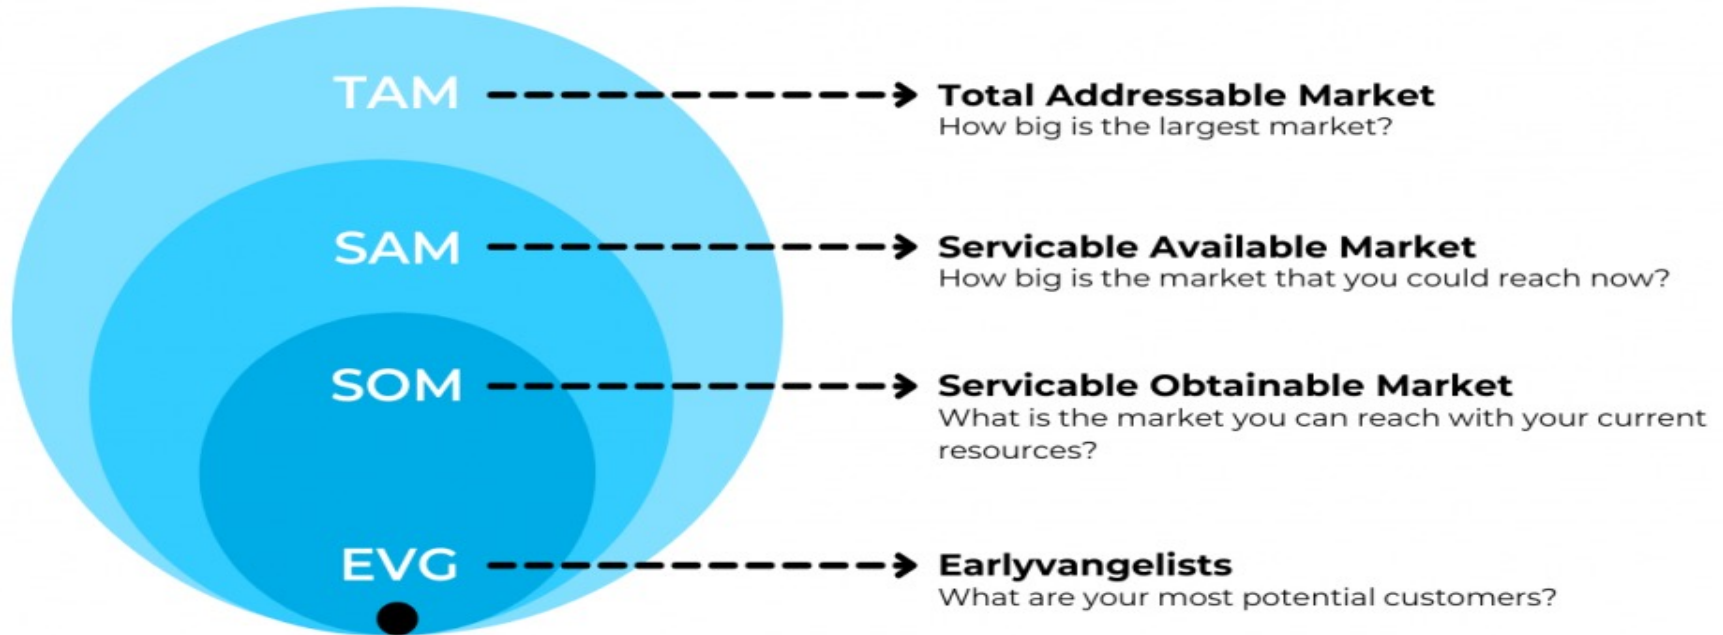 TAM
Total Addressable Market
How big is the largest market?
SAM
Servicable Available Market
How big is the market that you could reach now?
SOM
Servicable Obtainable Market
What is the market you can reach with your current
resources?
EVG
Earlyvangelists
What are your most potential customers?